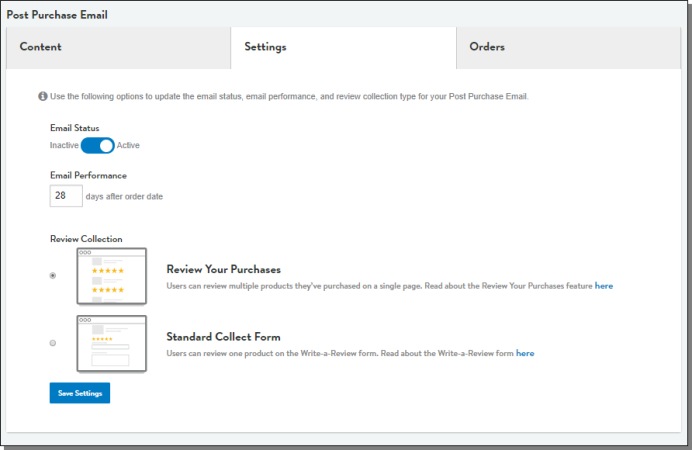 Post Purchase Email
Content Settings Orders
Use the following options to update the email status, email performance, and review collection type for your Post Purchase Email.
Email Status
Inactive Active
Email Performance
28 days after order date
Review Collection
Review Your Purchases
Users can review multiple products they've purchased on a single page. Read about the Review Your Purchases feature here
Standard Collect Form
Users can review one product on the Write-a-Review form. Read about the Write-a-Review form here
Save Settings